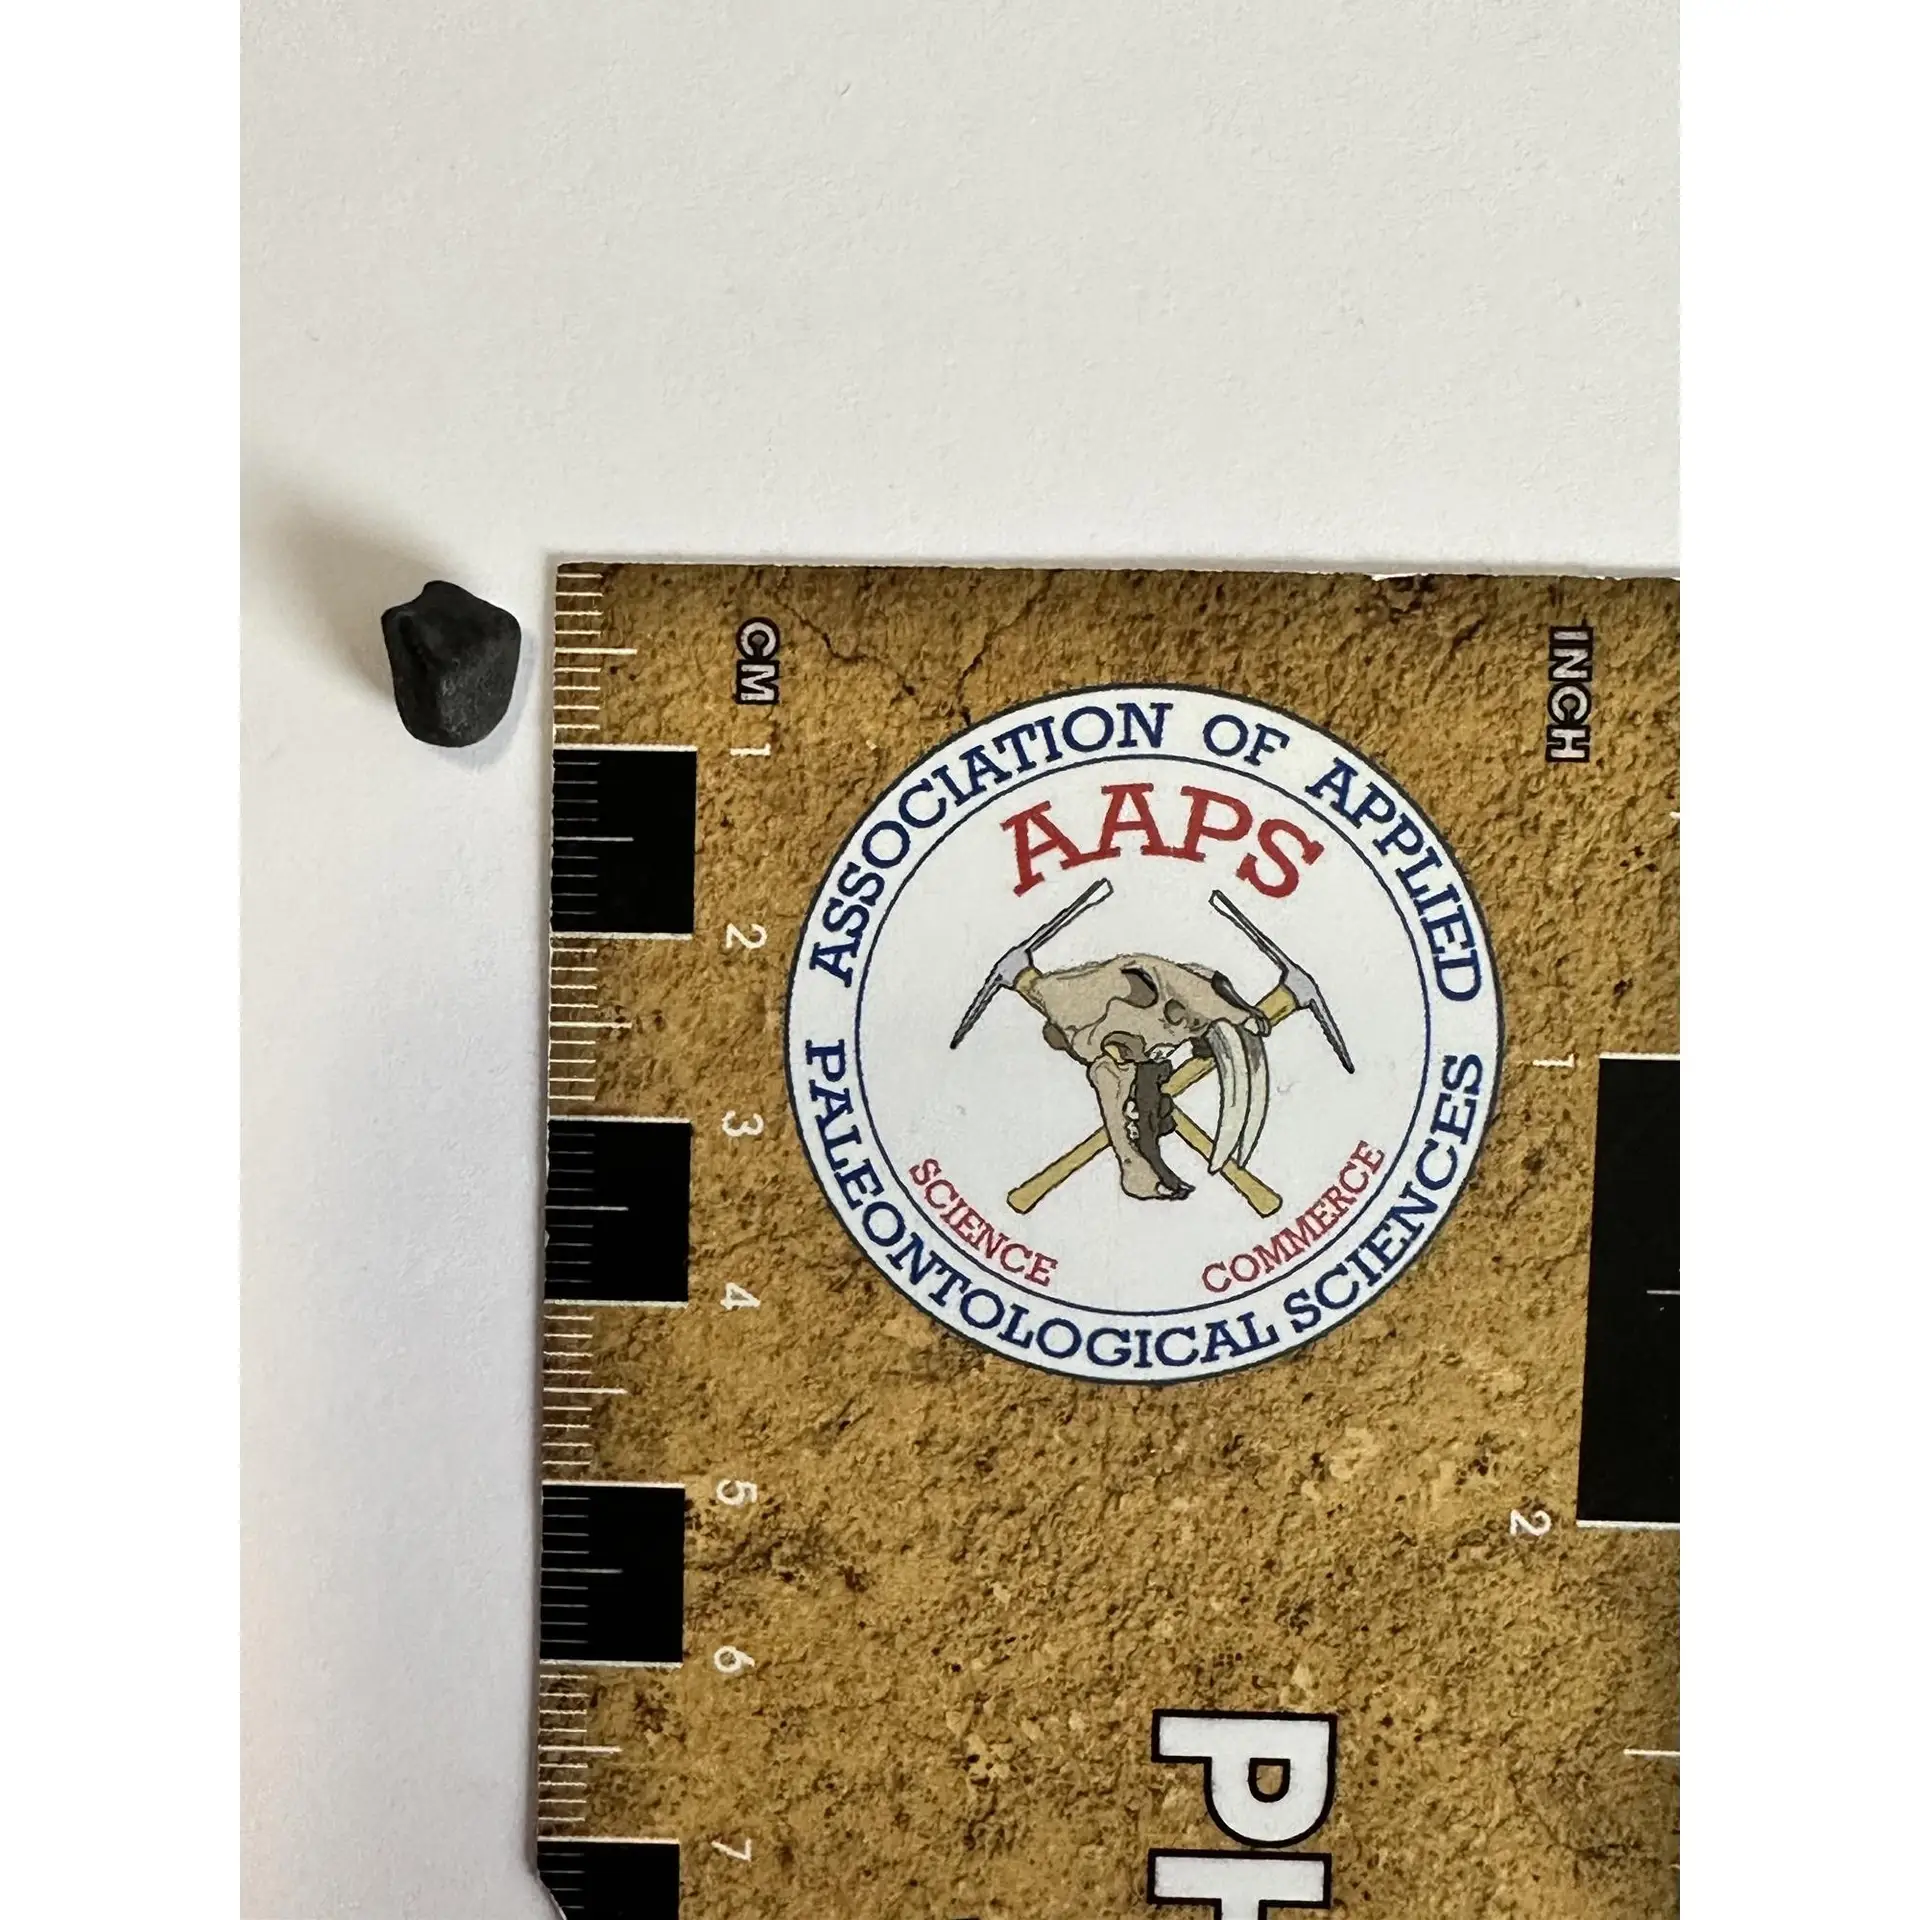 CM
INCH
1
2
3
4
5
6
7
ASSOCIATION OF APPLIED
PALEONTOLOGICAL SCIENCES
AAPS
SCIENCE
COMMERCE
1
2
PH